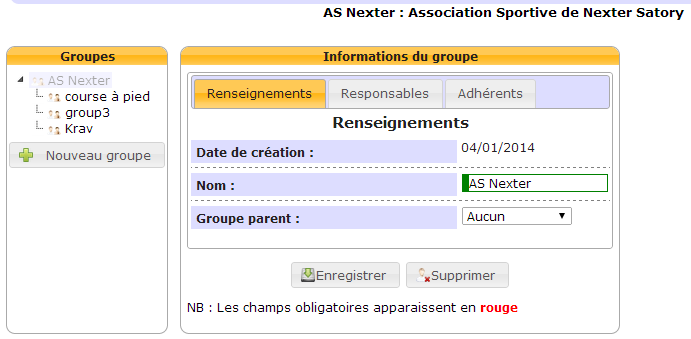 AS Nexter : Association Sportive de Nexter Satory
Groupes
AS Nexter
course à pied
group3
Krav
Nouveau groupe
Informations du groupe
Renseignements Responsables Adhérents
Renseignements
Date de création : 04/01/2014
Nom : AS Nexter
Groupe parent : Aucun
Enregistrer Supprimer
NB : Les champs obligatoires apparaissent en rouge